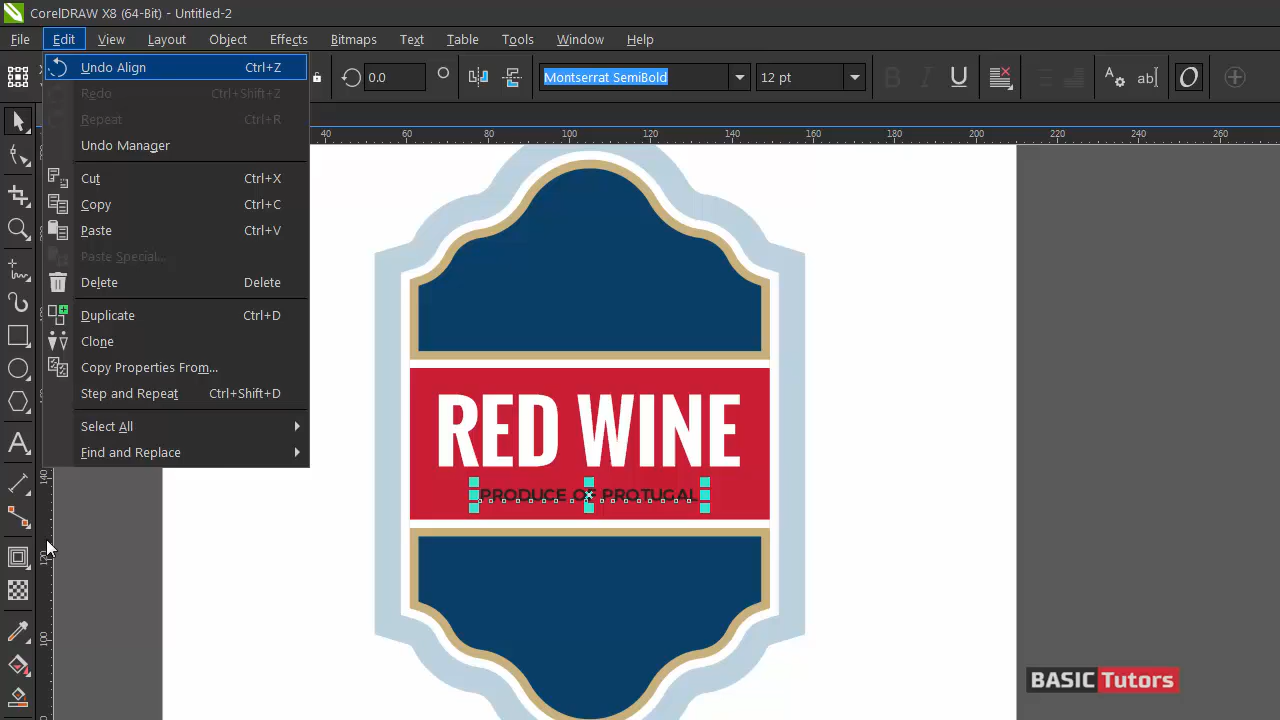 CorelDRAW X8 (64-Bit) - Untitled-2
File Edit View Layout Object Effects Bitmaps Text Table Tools Window Help
0.0 Montserrat SemiBold 12 pt B I U ab O
Undo Align Ctrl+Z
Redo Ctrl+Shift+Z
Repeat Ctrl+R
Undo Manager
Cut Ctrl+X
Copy Ctrl+C
Paste Ctrl+V
Paste Special...
Delete Delete
Duplicate Ctrl+D
Clone
Copy Properties From...
Step and Repeat Ctrl+Shift+D
Select All
Find and Replace
40 60 80 100 120 140 160 180 200 220 240 260
140
120
100
RED WINE
PRODUCE OF PROTUGAL
BASIC Tutors